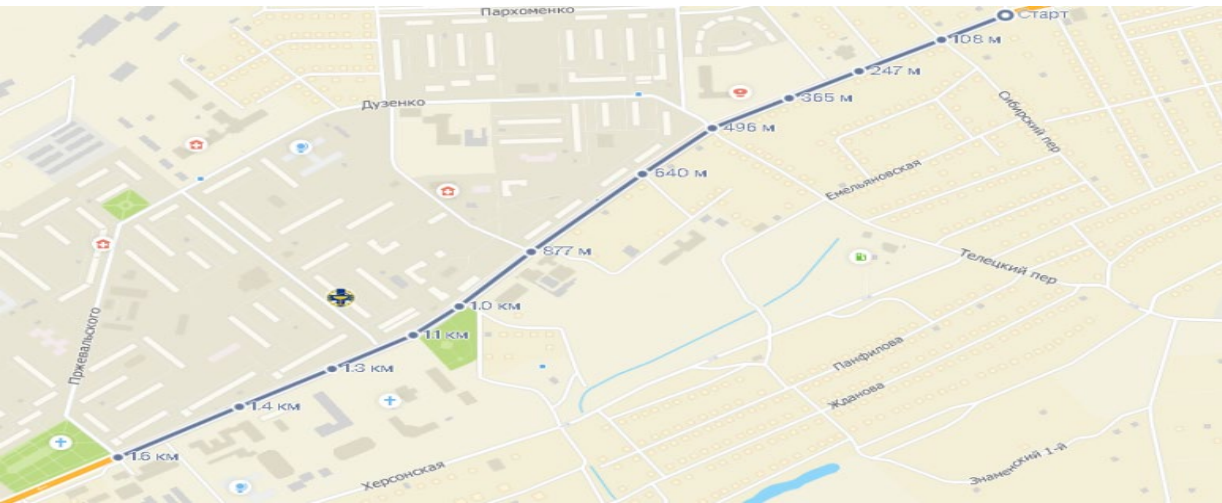 Пархоменко
Старт
108 м
247 м
Дузенко
365 м
Сибирский пер
496 м
640 м
Емельяновская
877 м
Телецкий пер
1.0 км
Пржевальского
1.1 км
Панфилова
1.3 км
Жданова
1.4 км
1.6 км
Херсонская
Знаменский 1-й